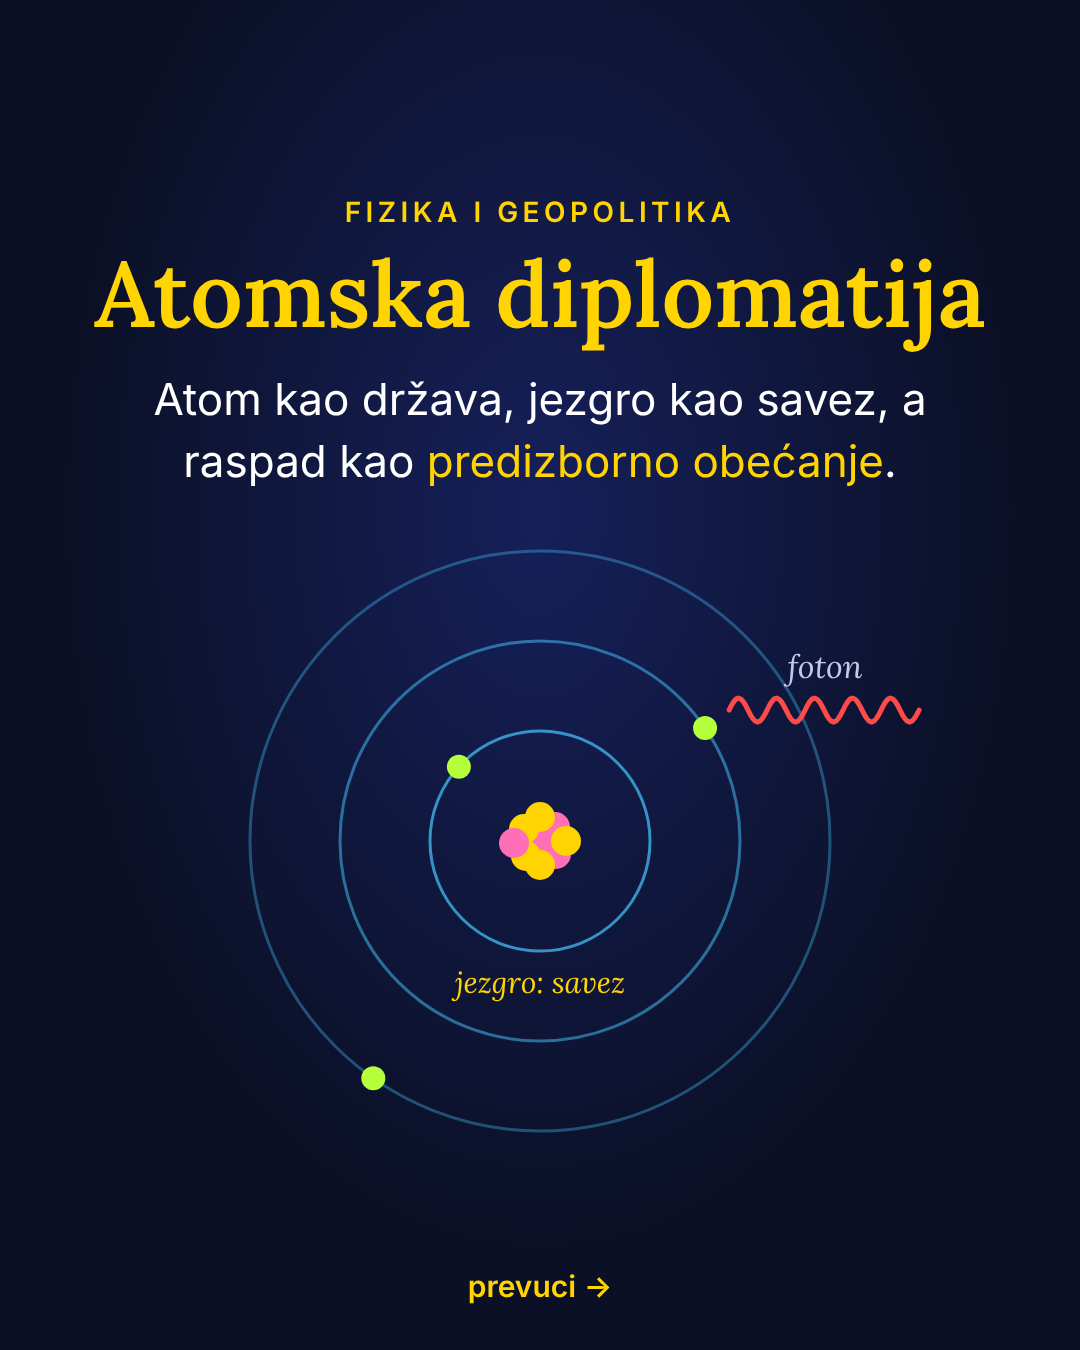 FIZIKA I GEOPOLITIKA
Atomska diplomatija
Atom kao država, jezgro kao savez, a
raspad kao predizborno obećanje.
foton
jezgro: savez
prevuci →